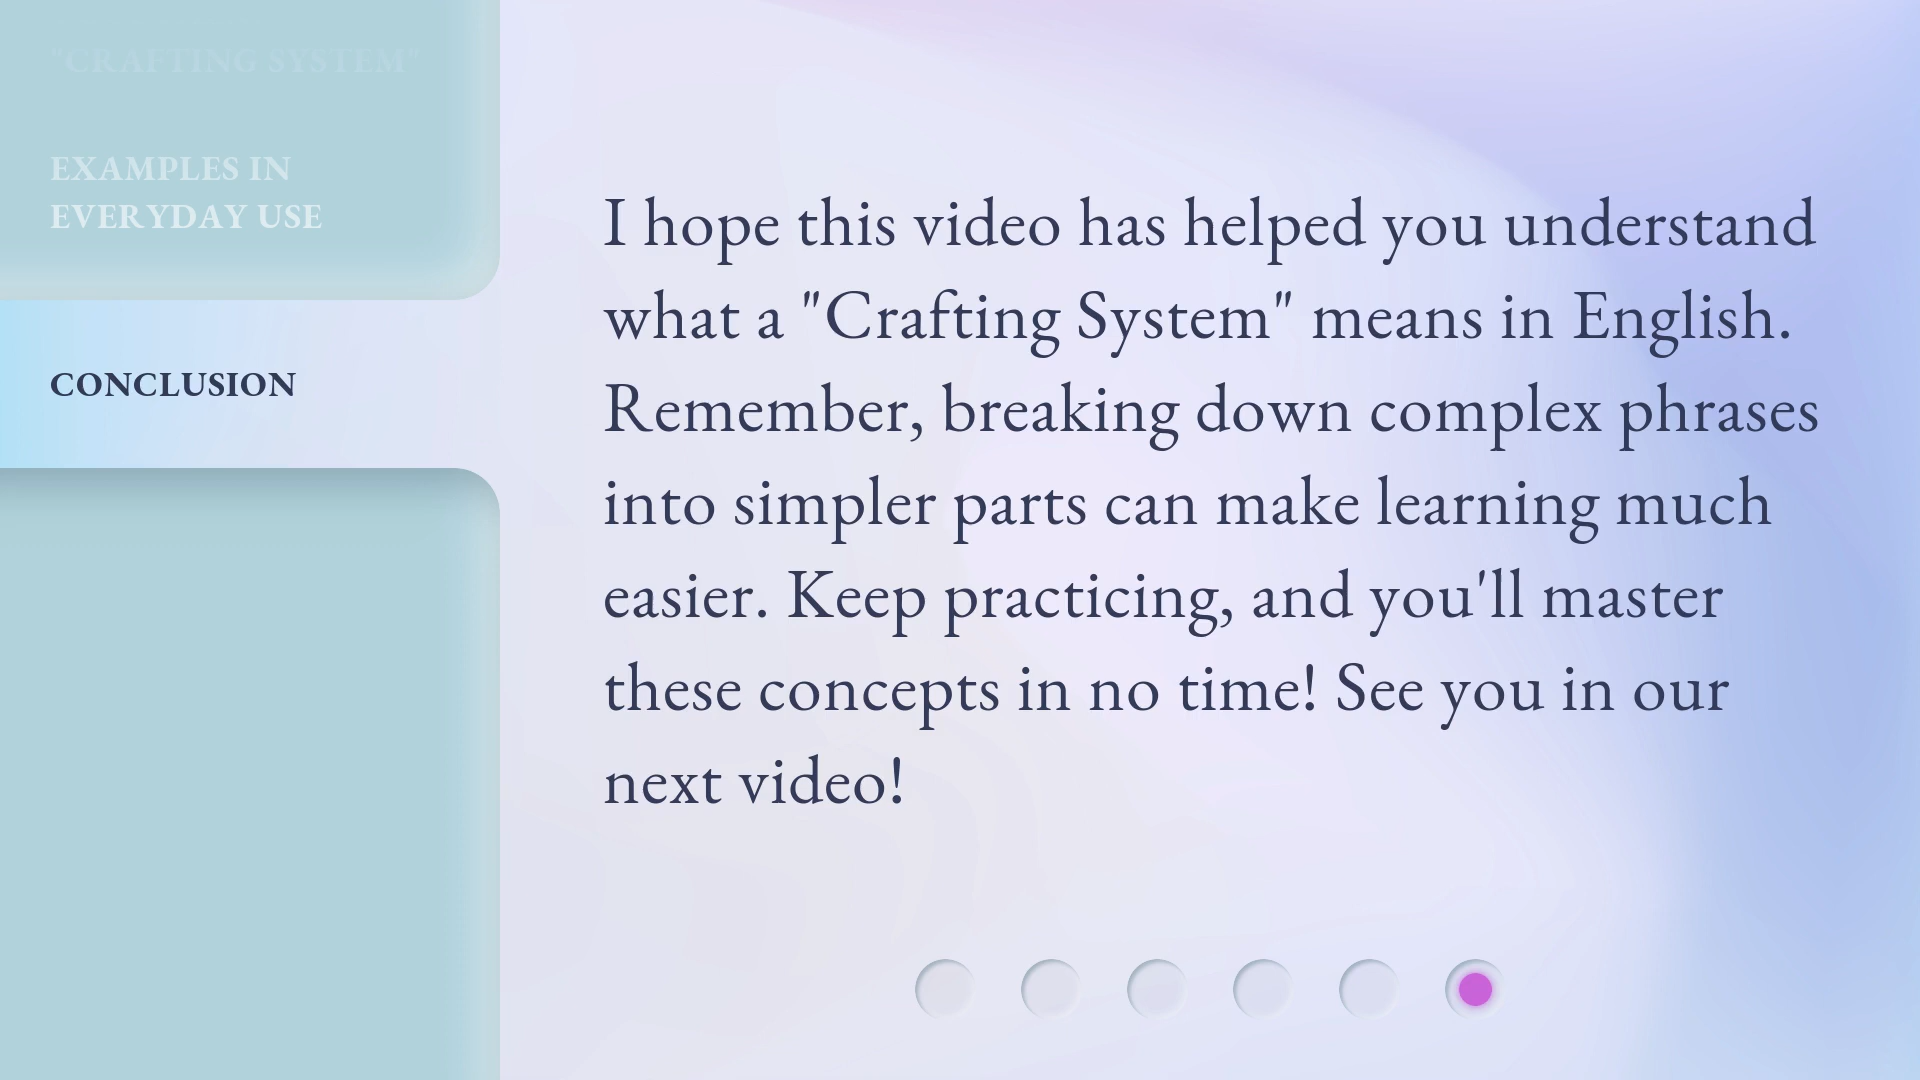 "CRAFTING SYSTEM"
EXAMPLES IN
EVERYDAY USE
CONCLUSION
I hope this video has helped you understand
what a "Crafting System" means in English.
Remember, breaking down complex phrases
into simpler parts can make learning much
easier. Keep practicing, and you'll master
these concepts in no time! See you in our
next video!